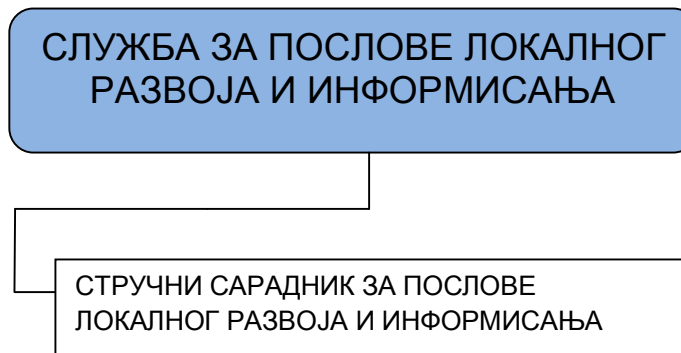 СЛУЖБА ЗА ПОСЛОВЕ ЛОКАЛНОГ
РАЗВОЈА И ИНФОРМИСАЊА
СТРУЧНИ САРАДНИК ЗА ПОСЛОВЕ
ЛОКАЛНОГ РАЗВОЈА И ИНФОРМИСАЊА